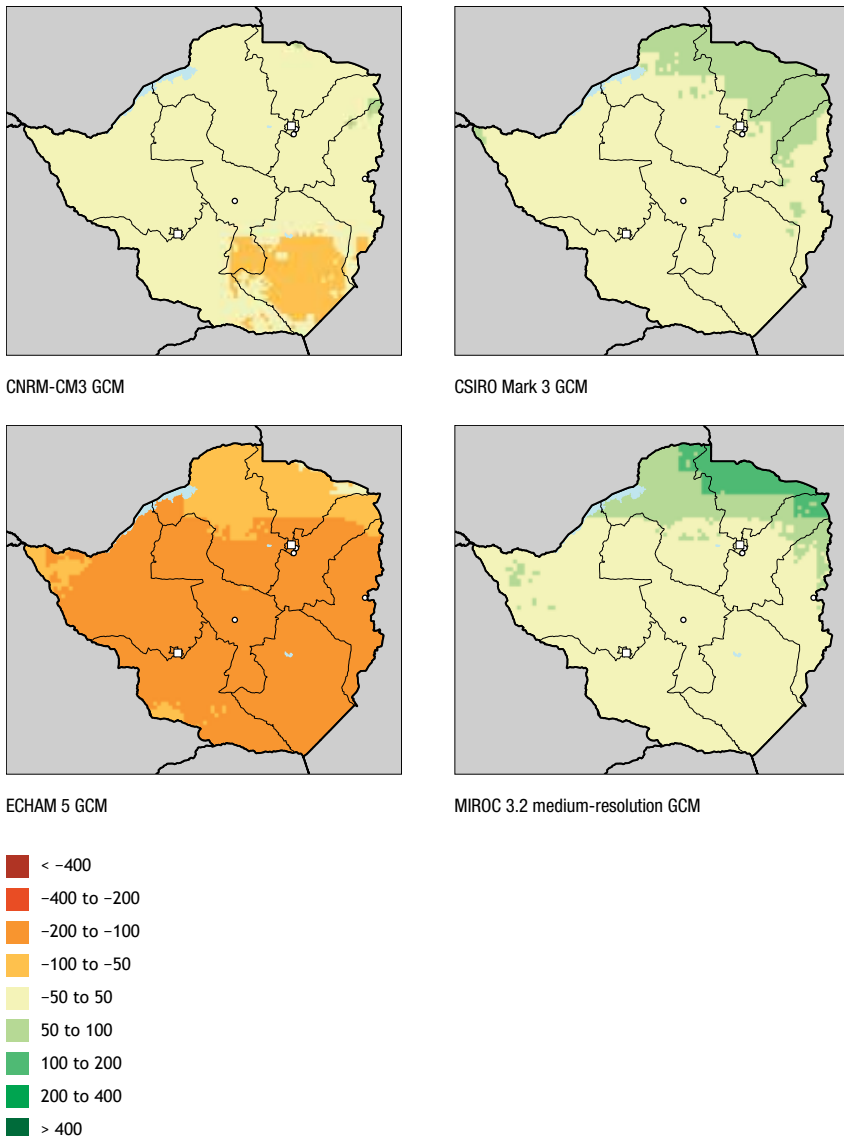 CNRM-CM3 GCM
CSIRO Mark 3 GCM
ECHAM 5 GCM
MIROC 3.2 medium-resolution GCM
< −400
−400 to −200
−200 to −100
−100 to −50
−50 to 50
50 to 100
100 to 200
200 to 400
> 400